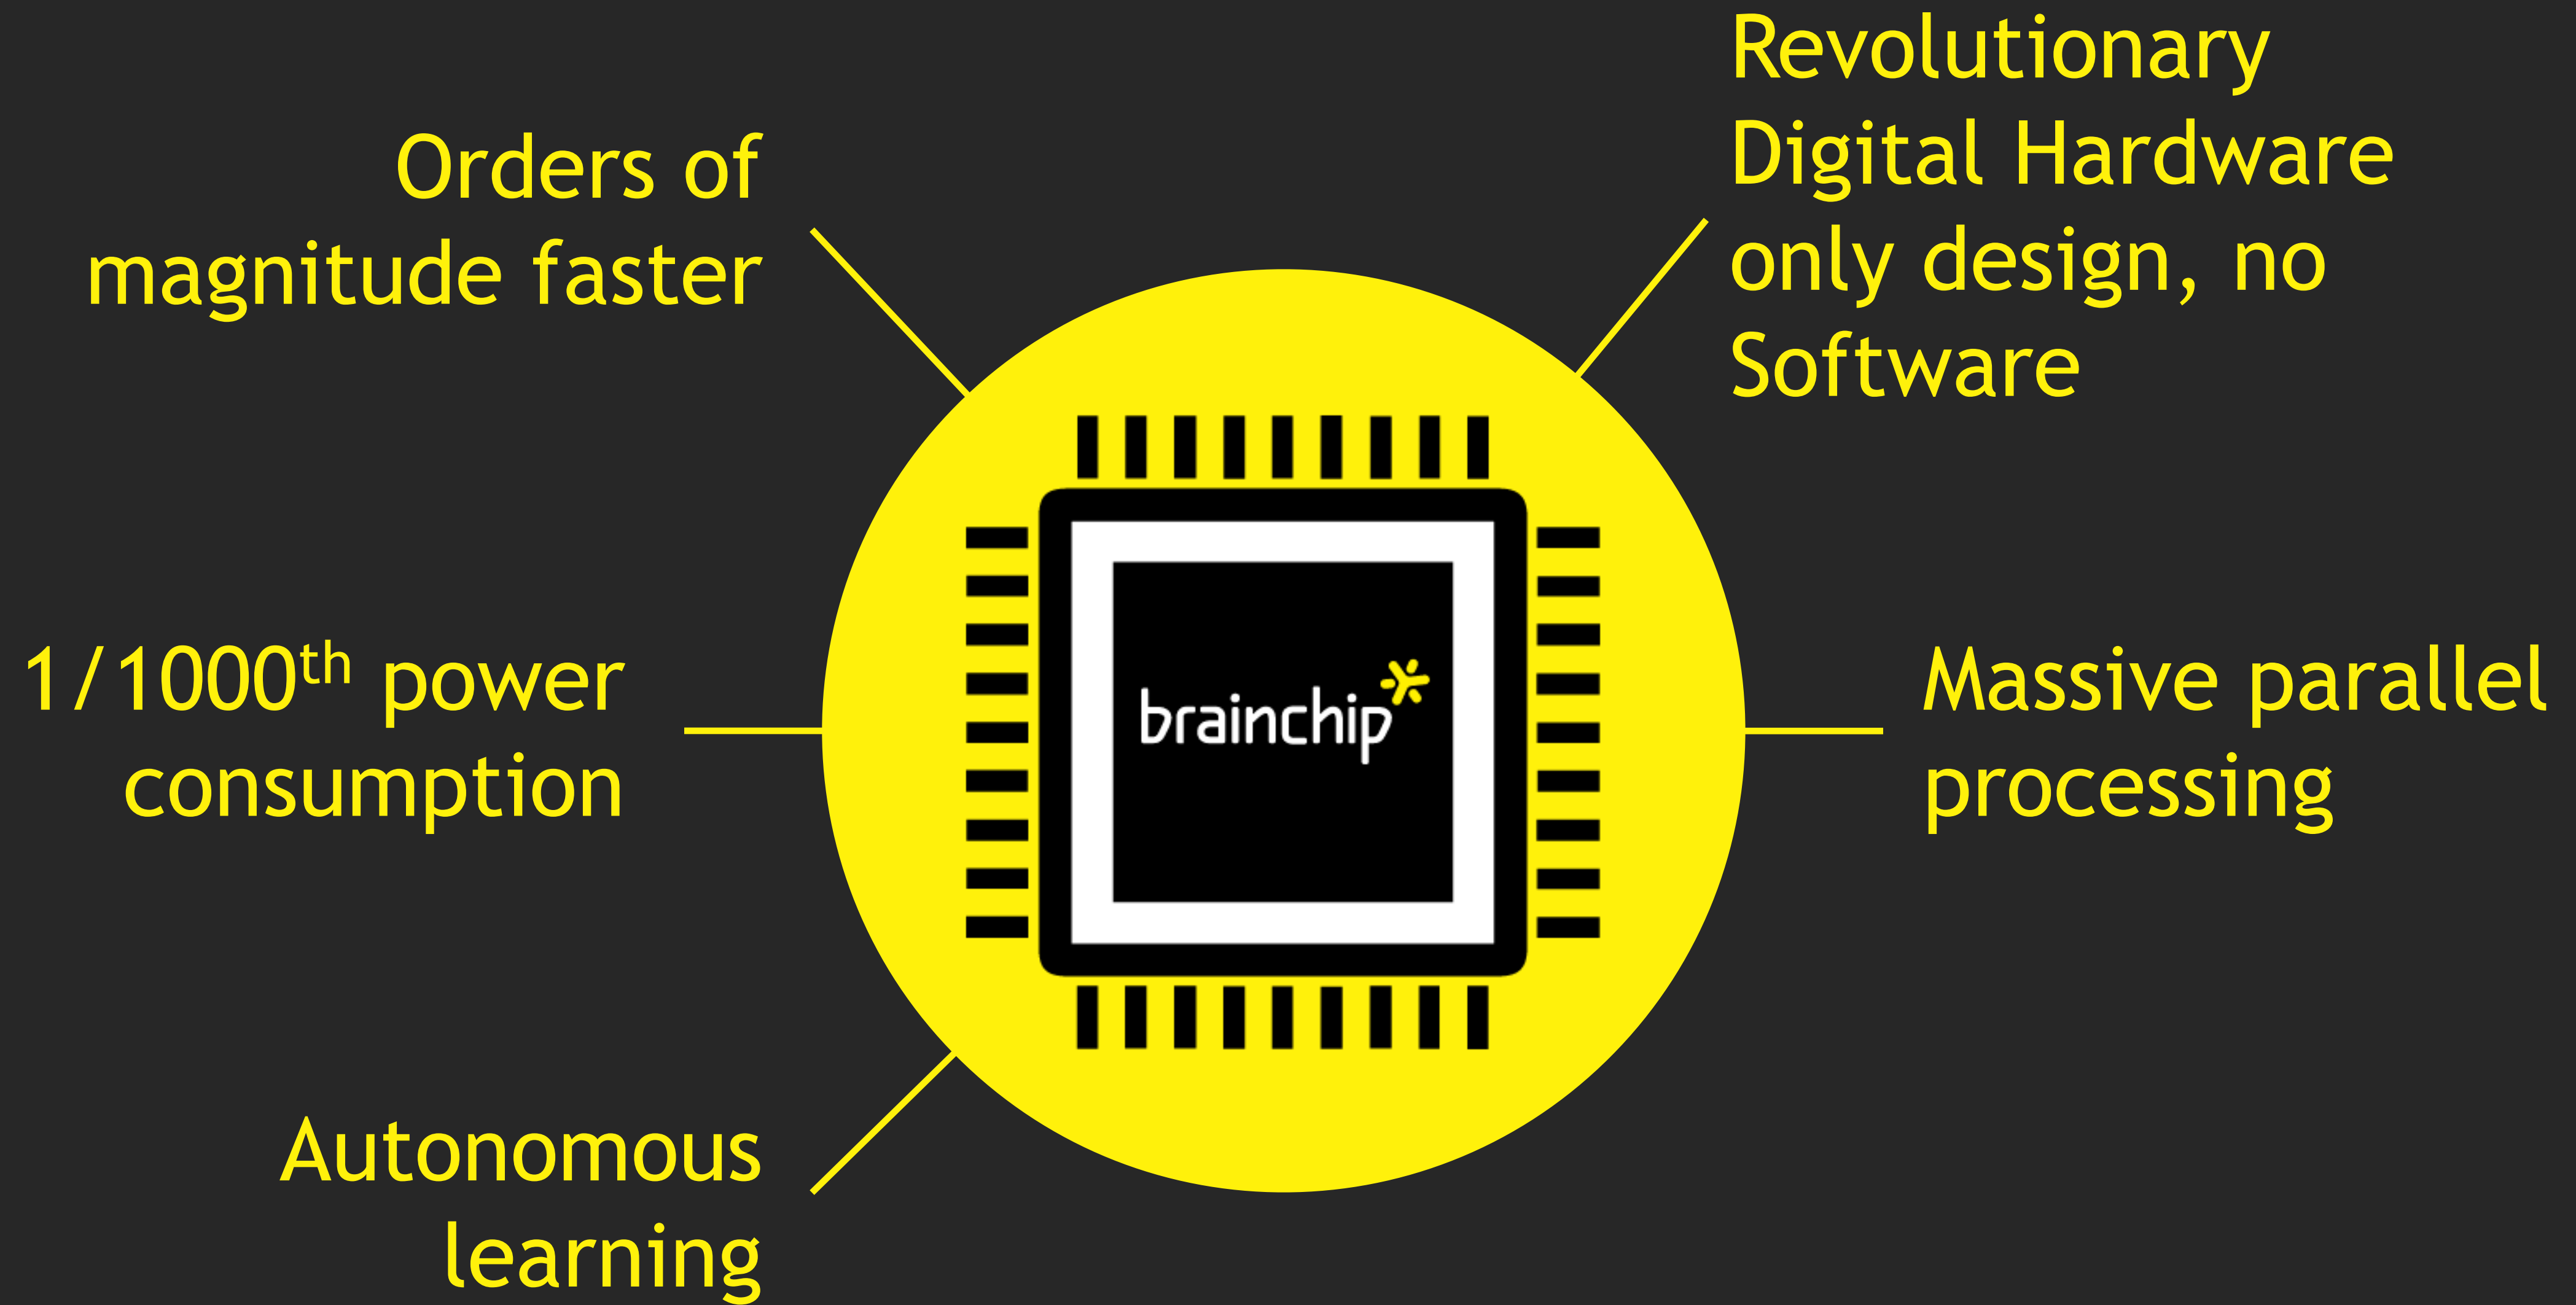 Orders of
magnitude faster
Revolutionary
Digital Hardware
only design, no
Software
1/1000th power
consumption
brainchip
Massive parallel
processing
Autonomous
learning